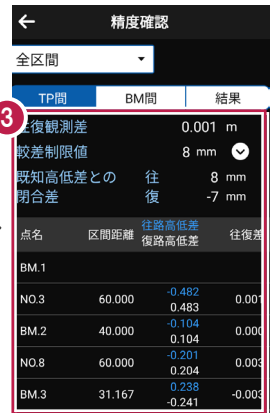 ← 精度確認
全区間
TP間 BM間 結果
3
往復観測差 0.001 m
較差制限値 8 mm
既知高低差との 往 8 mm
閉合差 復 -7 mm
点名 区間距離 往路高低差 復路高低差 往復差
BM.1
NO.3 60.000 -0.482 0.483 0.001
BM.2 40.000 -0.104 0.104 0.000
NO.8 60.000 -0.201 0.204 0.003
BM.3 31.167 0.238 -0.241 -0.003